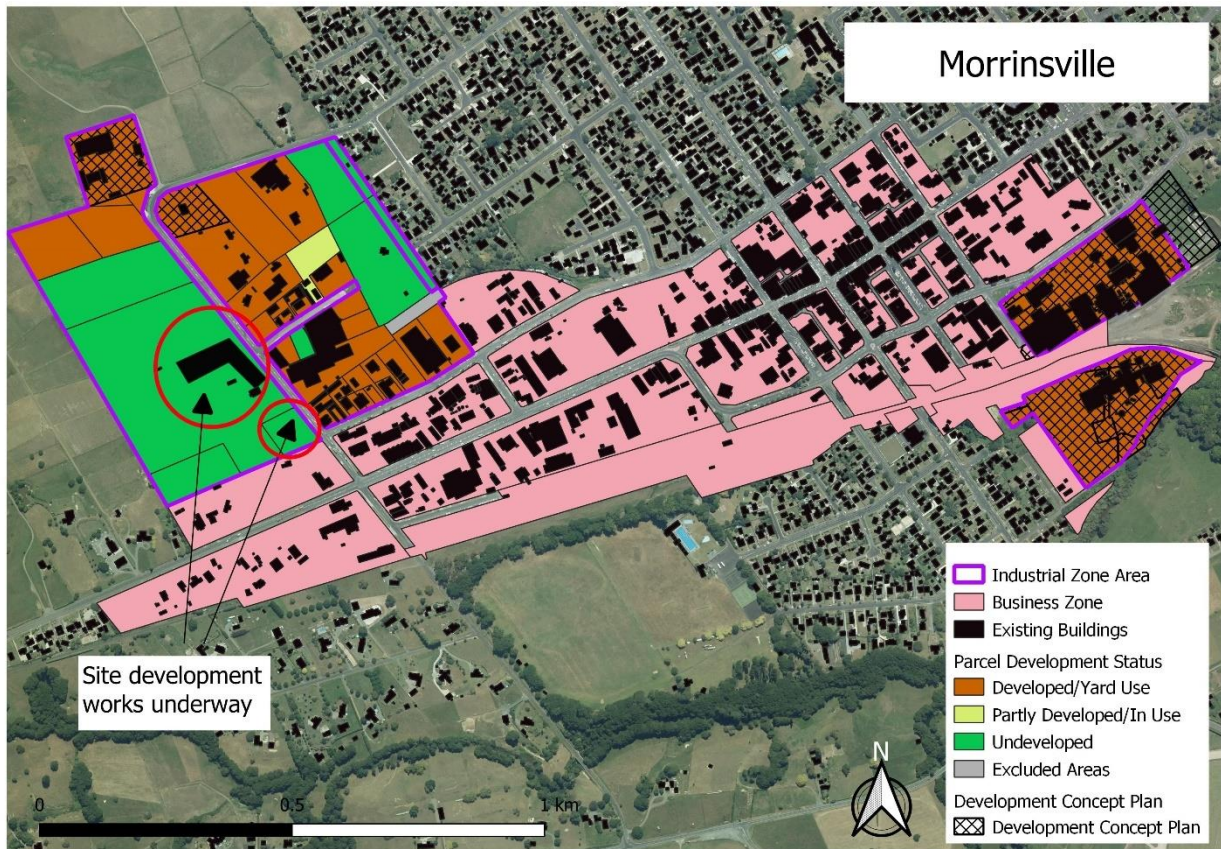 Morrinsville
Site development
works underway
Industrial Zone Area
Business Zone
Existing Buildings
Parcel Development Status
Developed/Yard Use
Partly Developed/In Use
Undeveloped
Excluded Areas
Development Concept Plan
Development Concept Plan
N
0 0.5 1 km